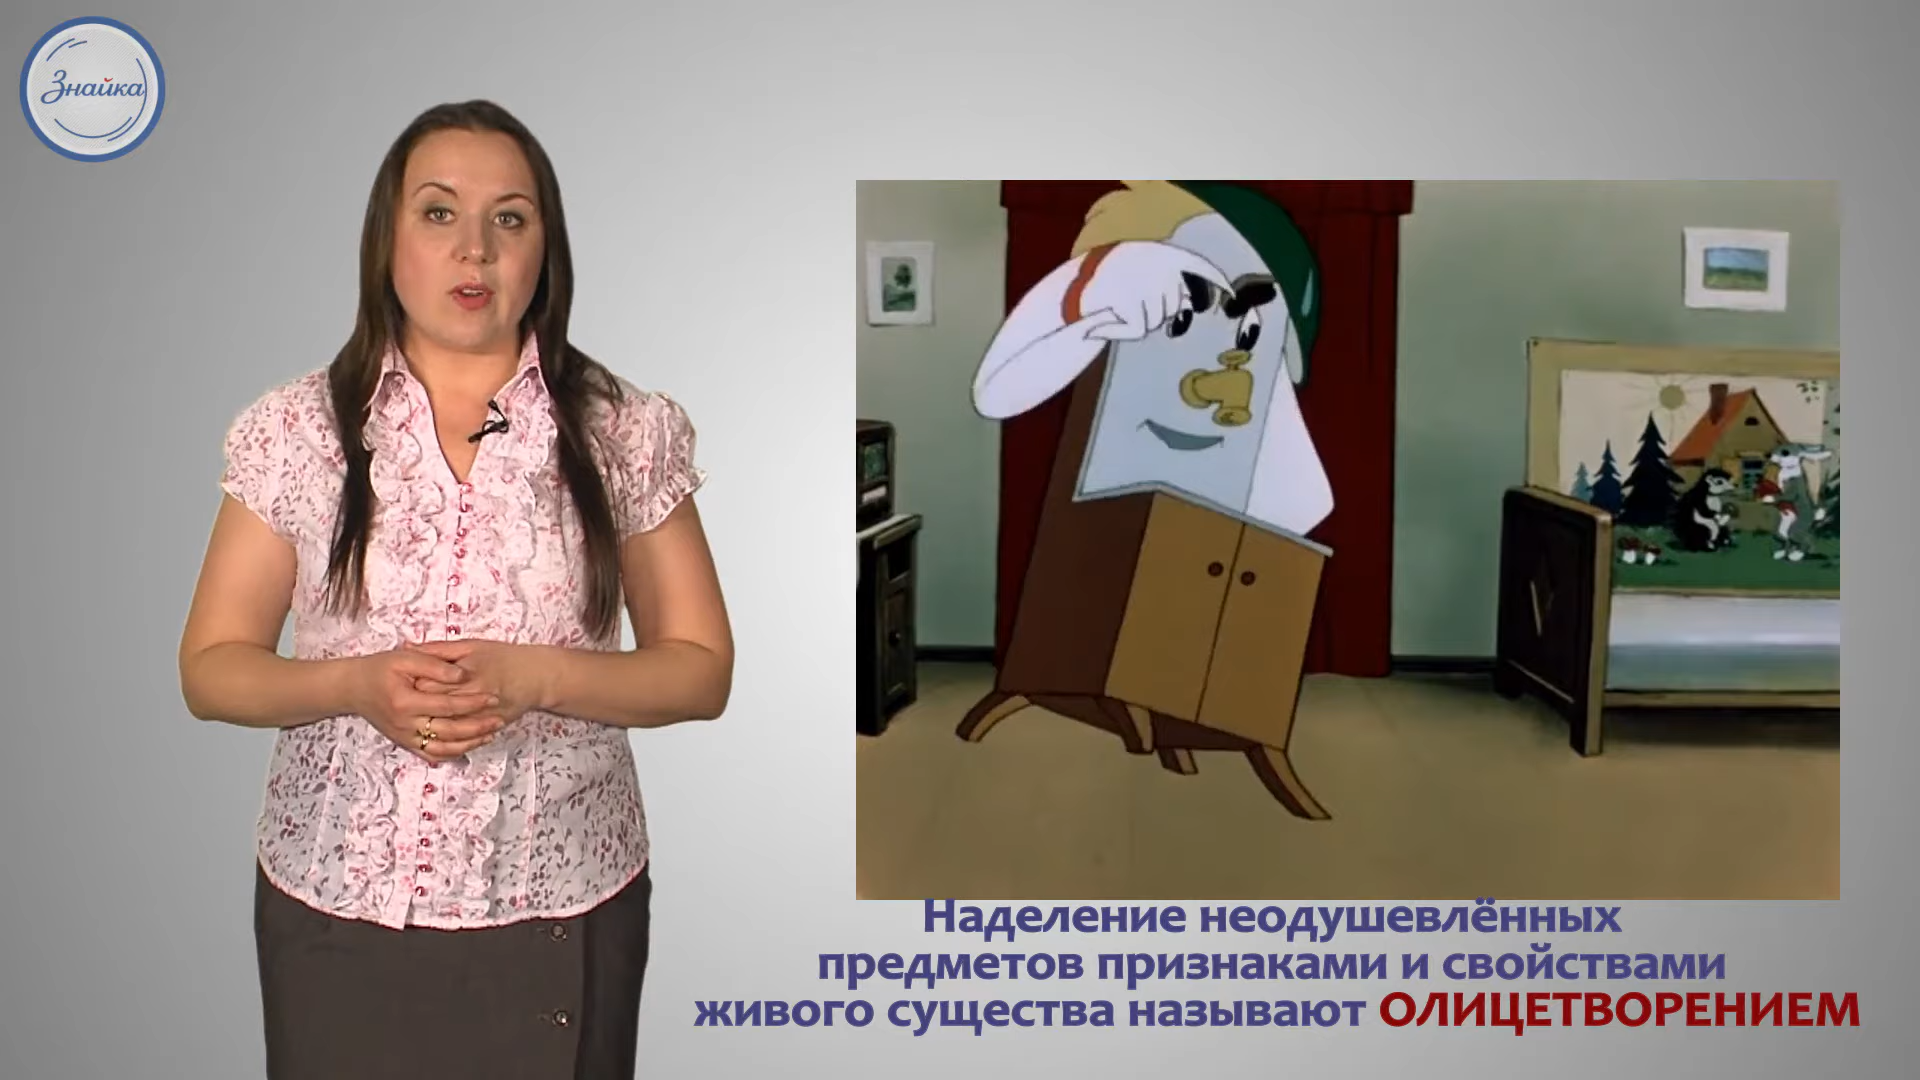 Знайка
Наделение неодушевлённых
предметов признаками и свойствами
живого существа называют ОЛИЦЕТВОРЕНИЕМ